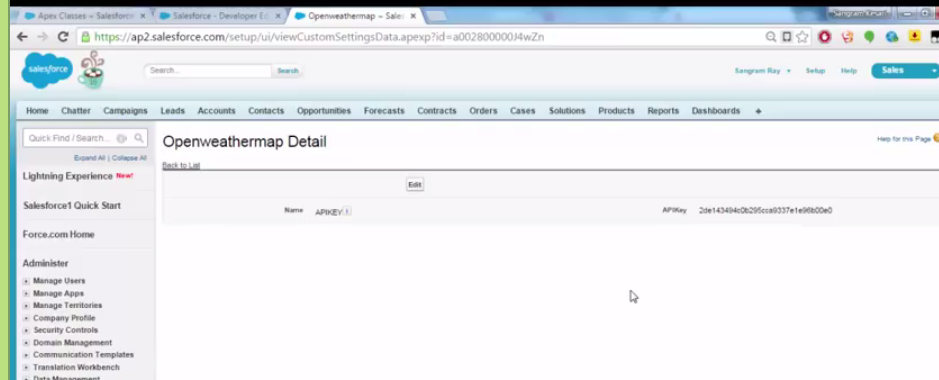 Apex Classes ~ Salesforce
Salesforce - Developer Ed
Openweathermap ~ Sales
https://ap2.salesforce.com/setup/ui/viewCustomSettingsData.apexp?id=a002800000J4wZn
salesforce
Search...
Search
Sangram Ray
Setup
Help
Sales
Home Chatter Campaigns Leads Accounts Contacts Opportunities Forecasts Contracts Orders Cases Solutions Products Reports Dashboards +
Quick Find / Search...
Expand All | Collapse All
Lightning Experience New!
Salesforce1 Quick Start
Force.com Home
Administer
Manage Users
Manage Apps
Manage Territories
Company Profile
Security Controls
Domain Management
Communication Templates
Translation Workbench
Data Management
Openweathermap Detail
Help for this Page
Back to List
Edit
Name APIKEY
APIKey 2de143494c0b295cca9337e1e96b00e0